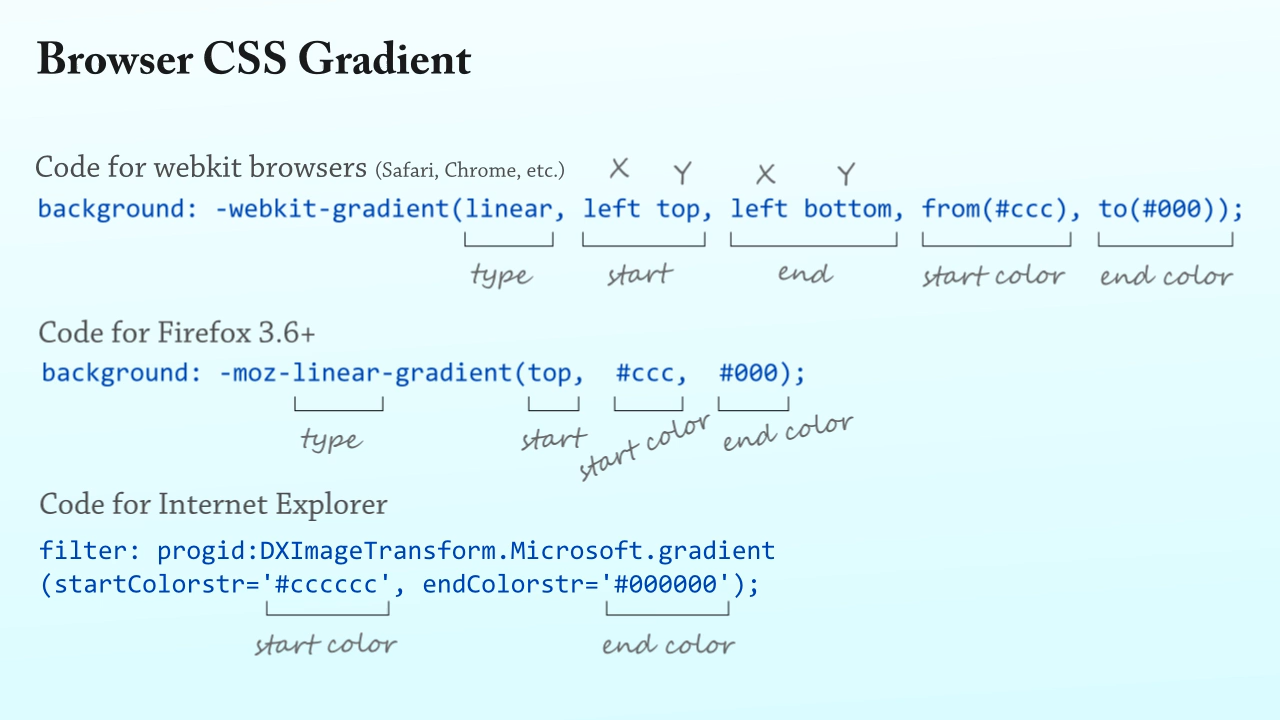 Browser CSS Gradient
Code for webkit browsers (Safari, Chrome, etc.) X Y X Y
background: -webkit-gradient(linear, left top, left bottom, from(#ccc), to(#000));
type start end start color end color
Code for Firefox 3.6+
background: -moz-linear-gradient(top, #ccc, #000);
type start start color end color
Code for Internet Explorer
filter: progid:DXImageTransform.Microsoft.gradient
(startColorstr='#cccccc', endColorstr='#000000');
start color end color